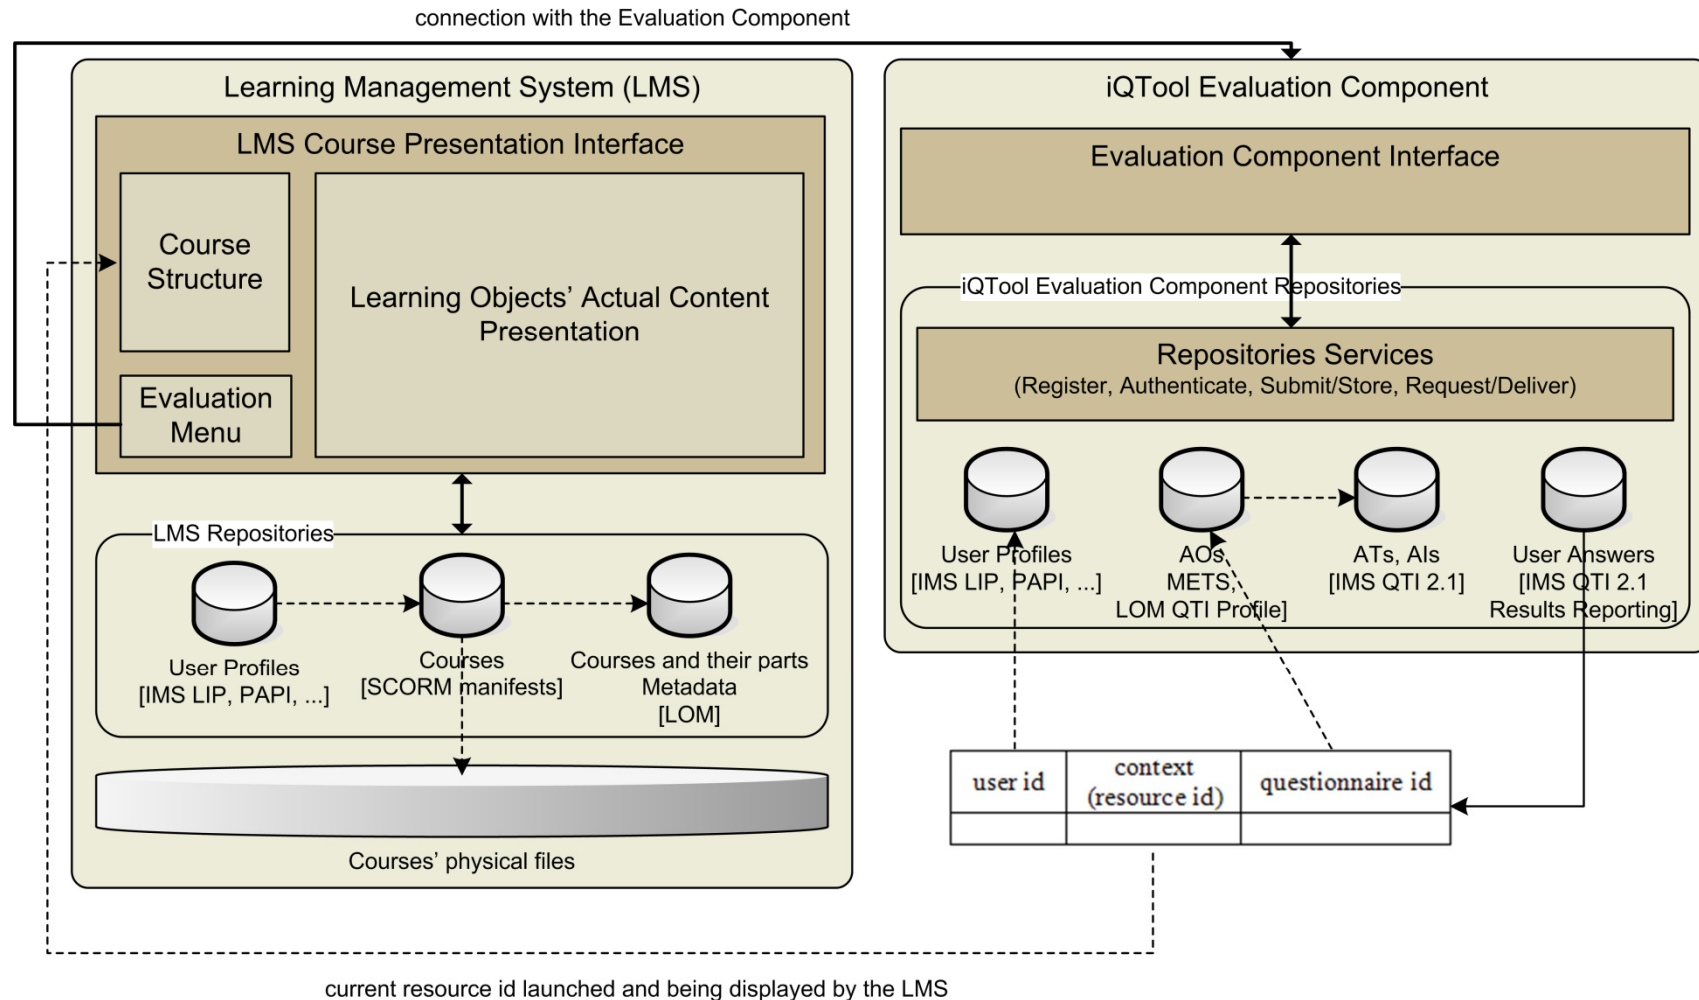 connection with the Evaluation Component
Learning Management System (LMS)
LMS Course Presentation Interface
Course
Structure
Learning Objects’ Actual Content
Presentation
Evaluation
Menu
LMS Repositories
User Profiles
[IMS LIP, PAPI, ...]
Courses
[SCORM manifests]
Courses and their parts
Metadata
[LOM]
Courses’ physical files
iQTool Evaluation Component
Evaluation Component Interface
iQTool Evaluation Component Repositories
Repositories Services
(Register, Authenticate, Submit/Store, Request/Deliver)
User Profiles
[IMS LIP, PAPI, ...]
AOs
METS,
LOM QTI Profile]
ATs, AIs
[IMS QTI 2.1]
User Answers
[IMS QTI 2.1
Results Reporting]
user id
context
(resource id)
questionnaire id
current resource id launched and being displayed by the LMS